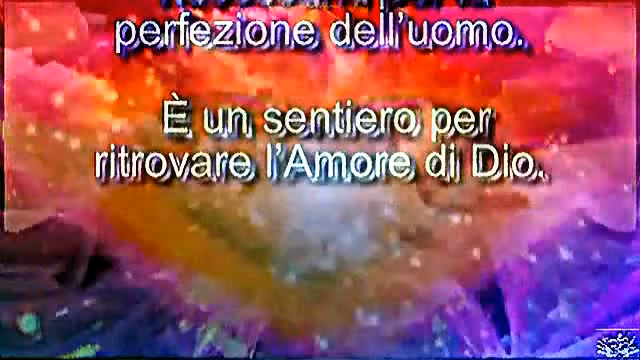 perfezione dell'uomo.
È un sentiero per
ritrovare l'Amore di Dio.